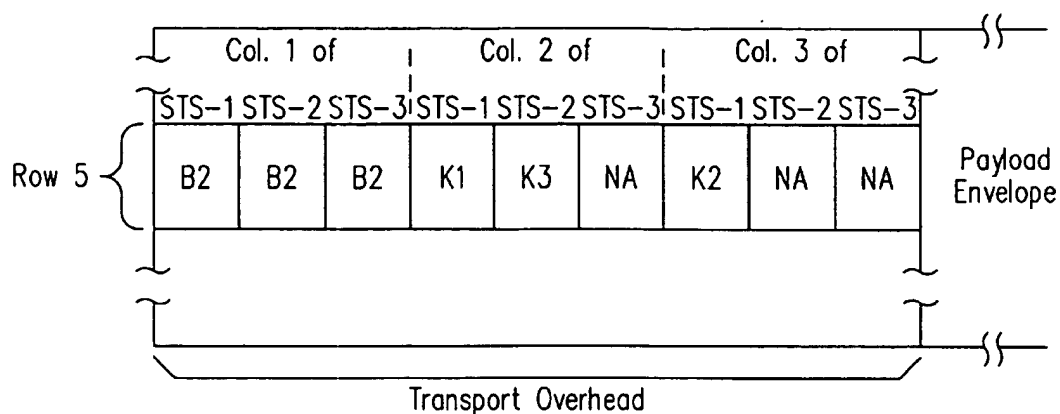 Col. 1 of Col. 2 of Col. 3 of
STS-1 STS-2 STS-3 STS-1 STS-2 STS-3 STS-1 STS-2 STS-3
Row 5 B2 B2 B2 K1 K3 NA K2 NA NA Payload
Envelope
Transport Overhead